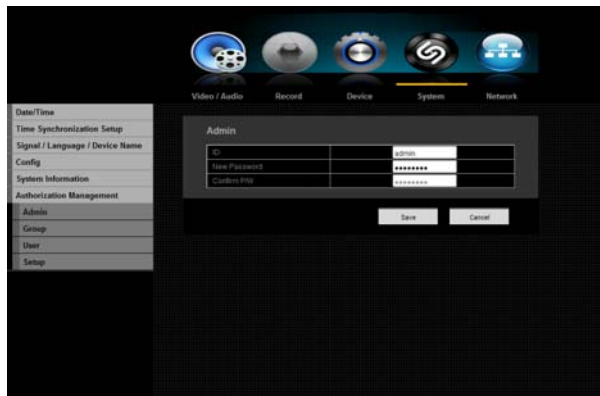 Video / Audio
Record
Device
System
Network
Date/Time
Time Synchronization Setup
Signal / Language / Device Name
Config
System Information
Authorization Management
Admin
Group
User
Setup
Admin
ID
admin
New Password
••••••••
Confirm P/W
••••••••
Save
Cancel